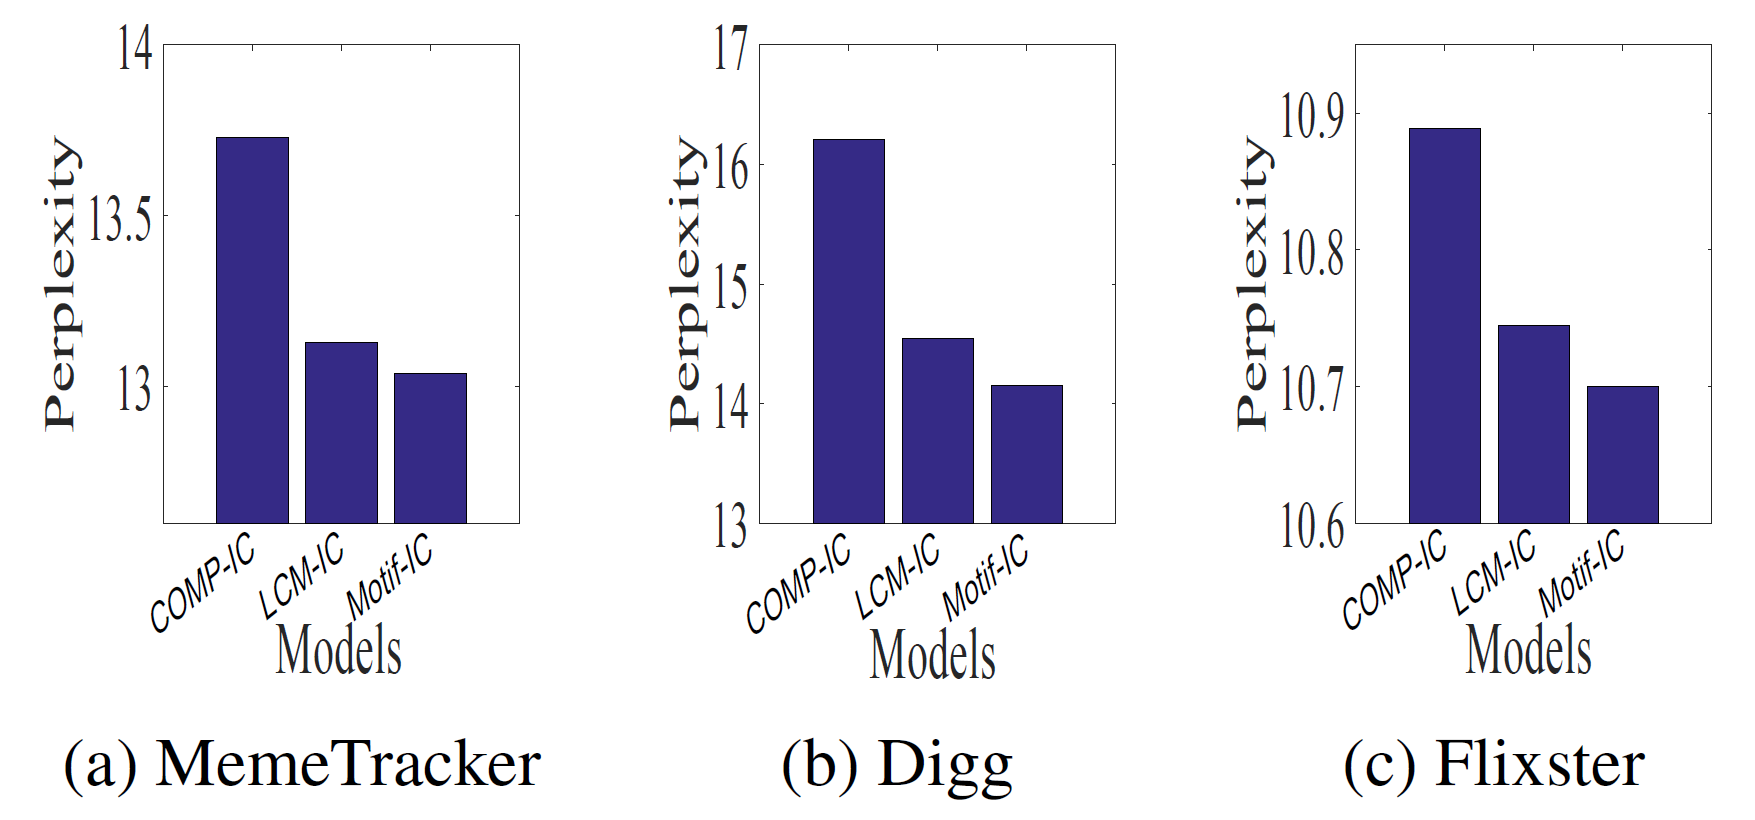 14
13.5
13
Perplexity
COMP-IC
LCM-IC
Motif-IC
Models
(a) MemeTracker
17
16
15
14
13
Perplexity
COMP-IC
LCM-IC
Motif-IC
Models
(b) Digg
10.9
10.8
10.7
10.6
Perplexity
COMP-IC
LCM-IC
Motif-IC
Models
(c) Flixster